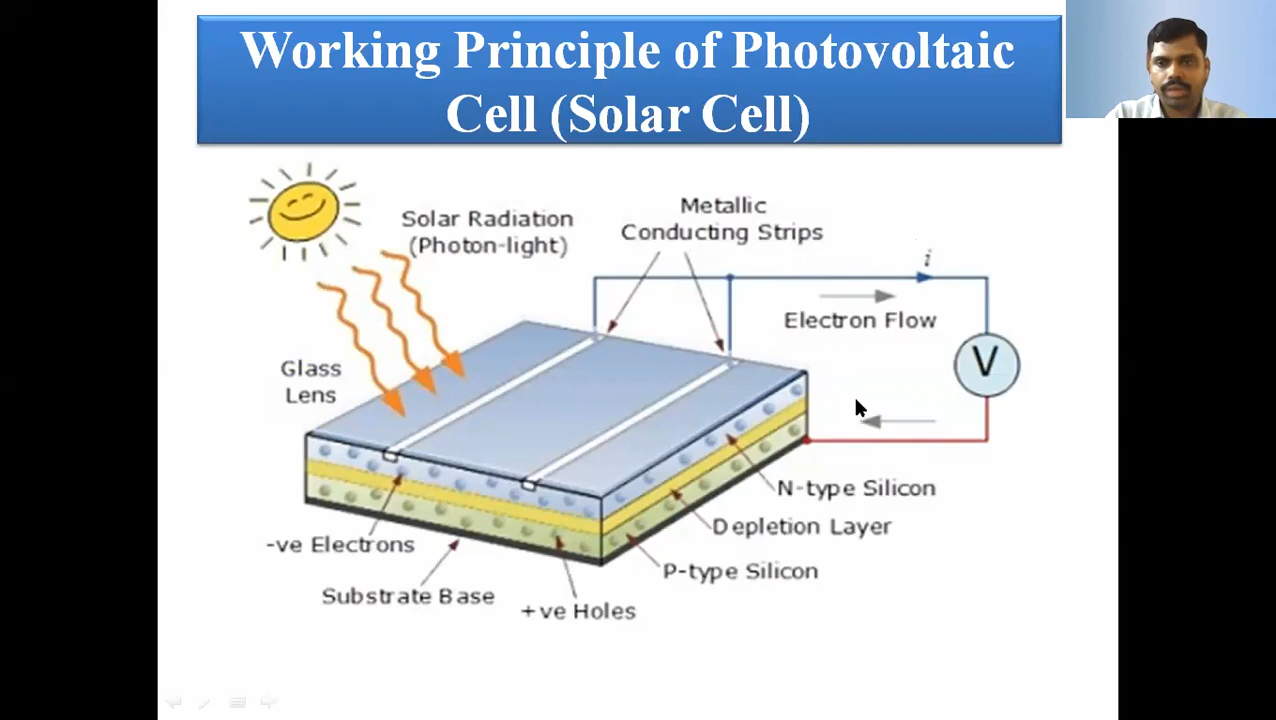 Working Principle of Photovoltaic
Cell (Solar Cell)
Solar Radiation
(Photon-light)
Metallic
Conducting Strips
i
Electron Flow
Glass
Lens
V
N-type Silicon
Depletion Layer
-ve Electrons
P-type Silicon
Substrate Base
+ve Holes